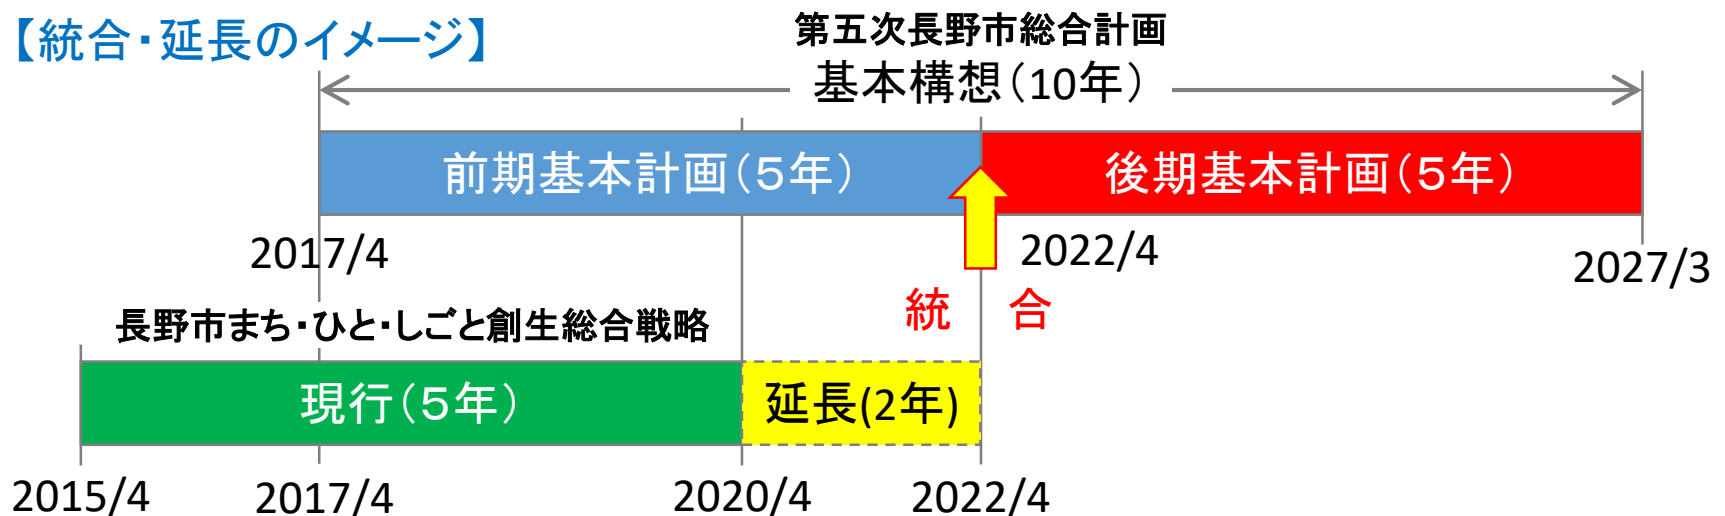 【統合・延長のイメージ】
第五次長野市総合計画
基本構想（10年）
前期基本計画（５年）
後期基本計画（５年）
2017/4
2022/4
2027/3
統 合
長野市まち・ひと・しごと創生総合戦略
現行（５年）
延長(2年)
2015/4
2017/4
2020/4
2022/4